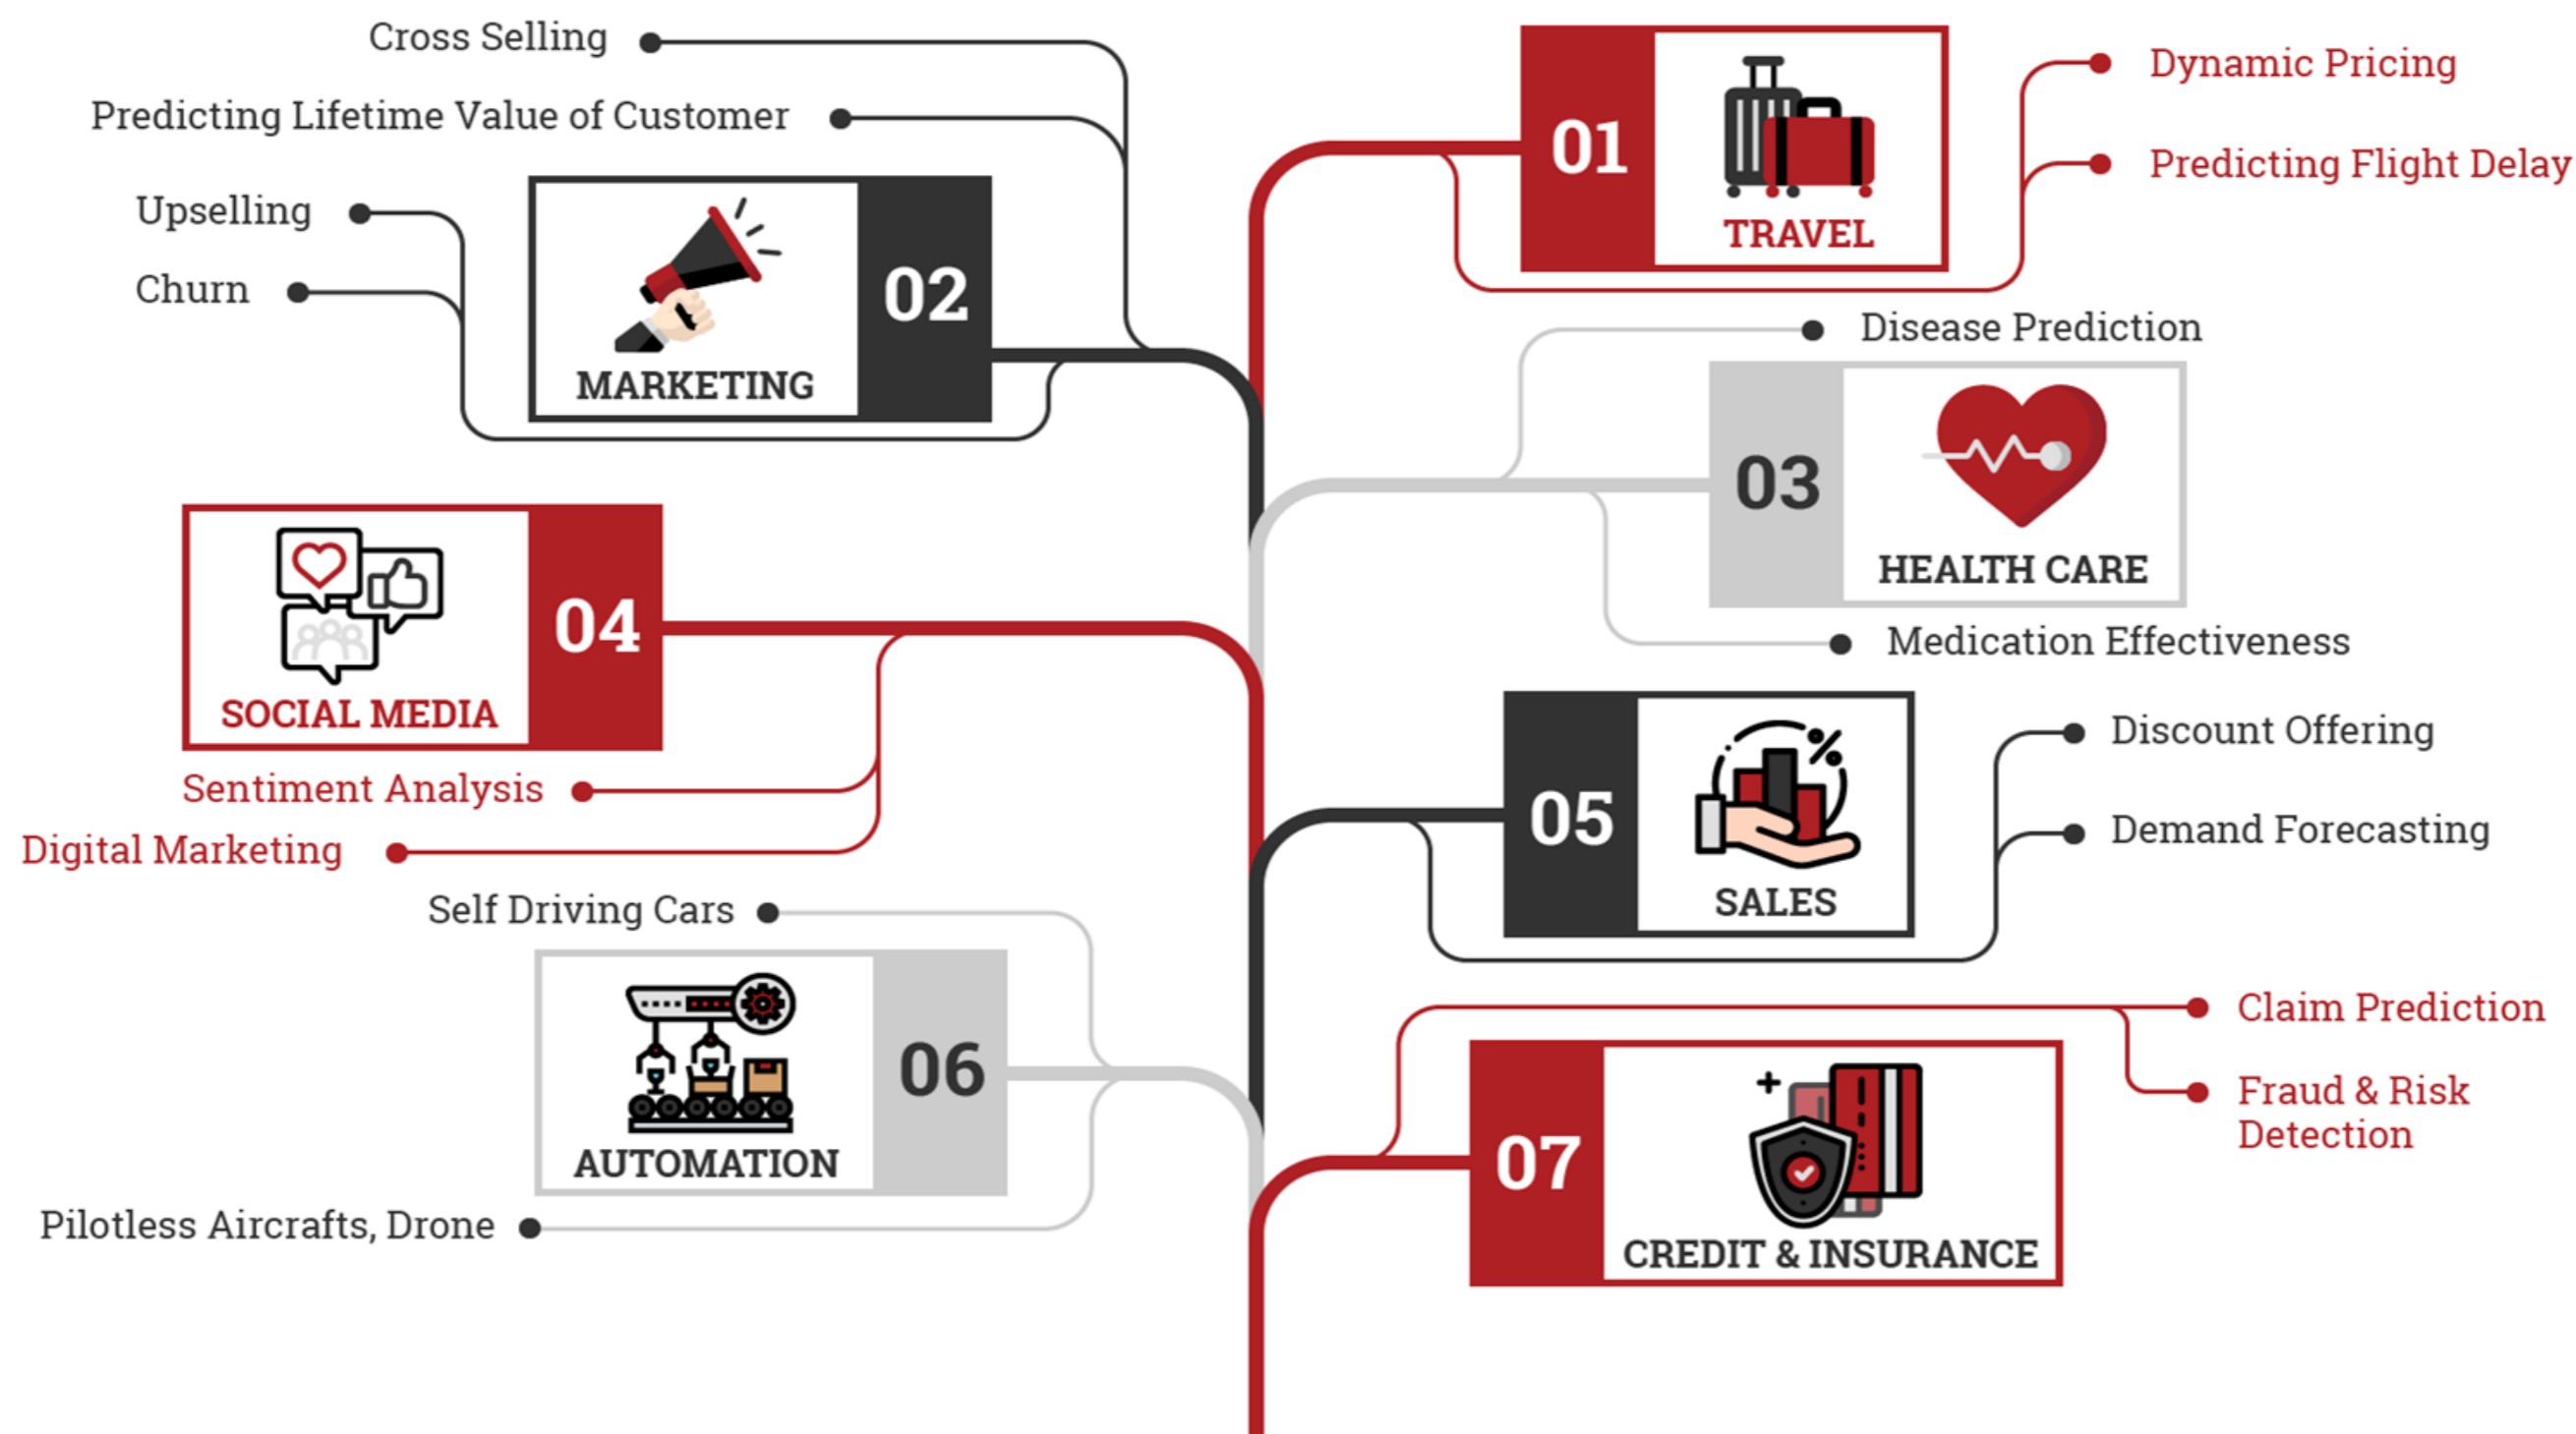 Cross Selling
Predicting Lifetime Value of Customer
Upselling
Churn
02
MARKETING
01
TRAVEL
Dynamic Pricing
Predicting Flight Delay
Disease Prediction
03
HEALTH CARE
Medication Effectiveness
04
SOCIAL MEDIA
Sentiment Analysis
Digital Marketing
05
SALES
Discount Offering
Demand Forecasting
Self Driving Cars
06
AUTOMATION
Pilotless Aircrafts, Drone
07
CREDIT & INSURANCE
Claim Prediction
Fraud & Risk
Detection